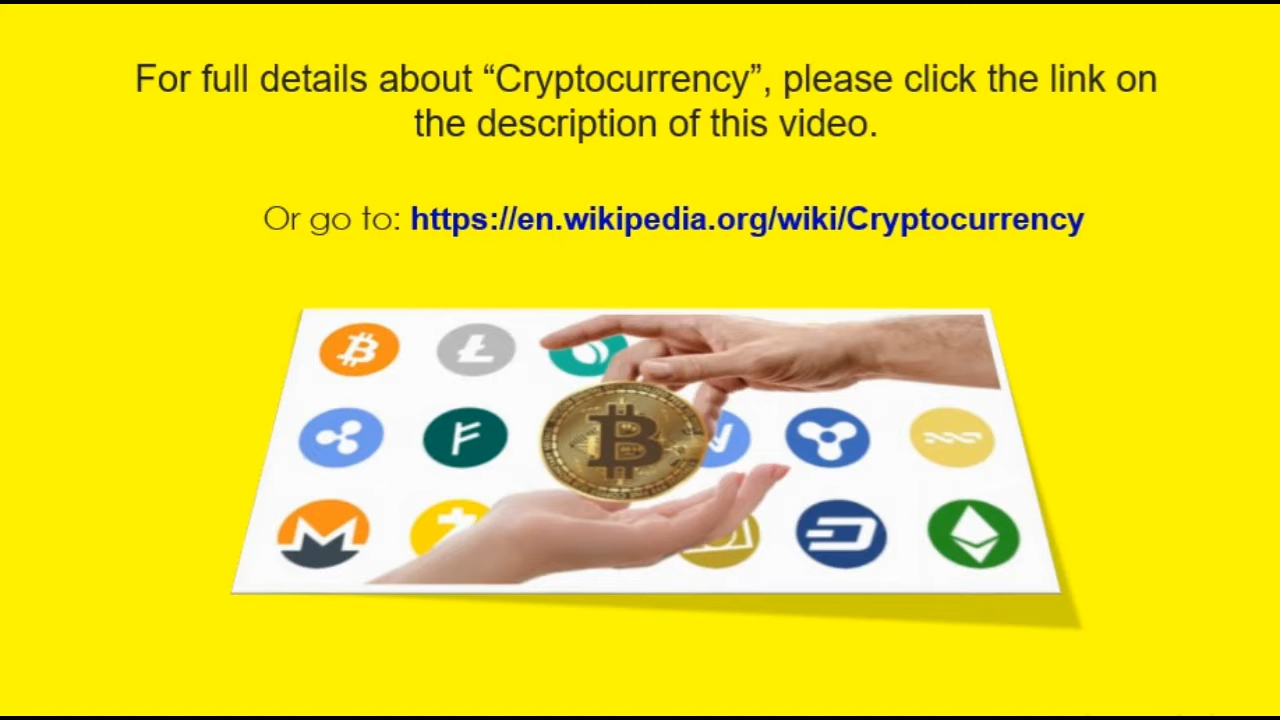 For full details about “Cryptocurrency”, please click the link on
the description of this video.
Or go to: https://en.wikipedia.org/wiki/Cryptocurrency